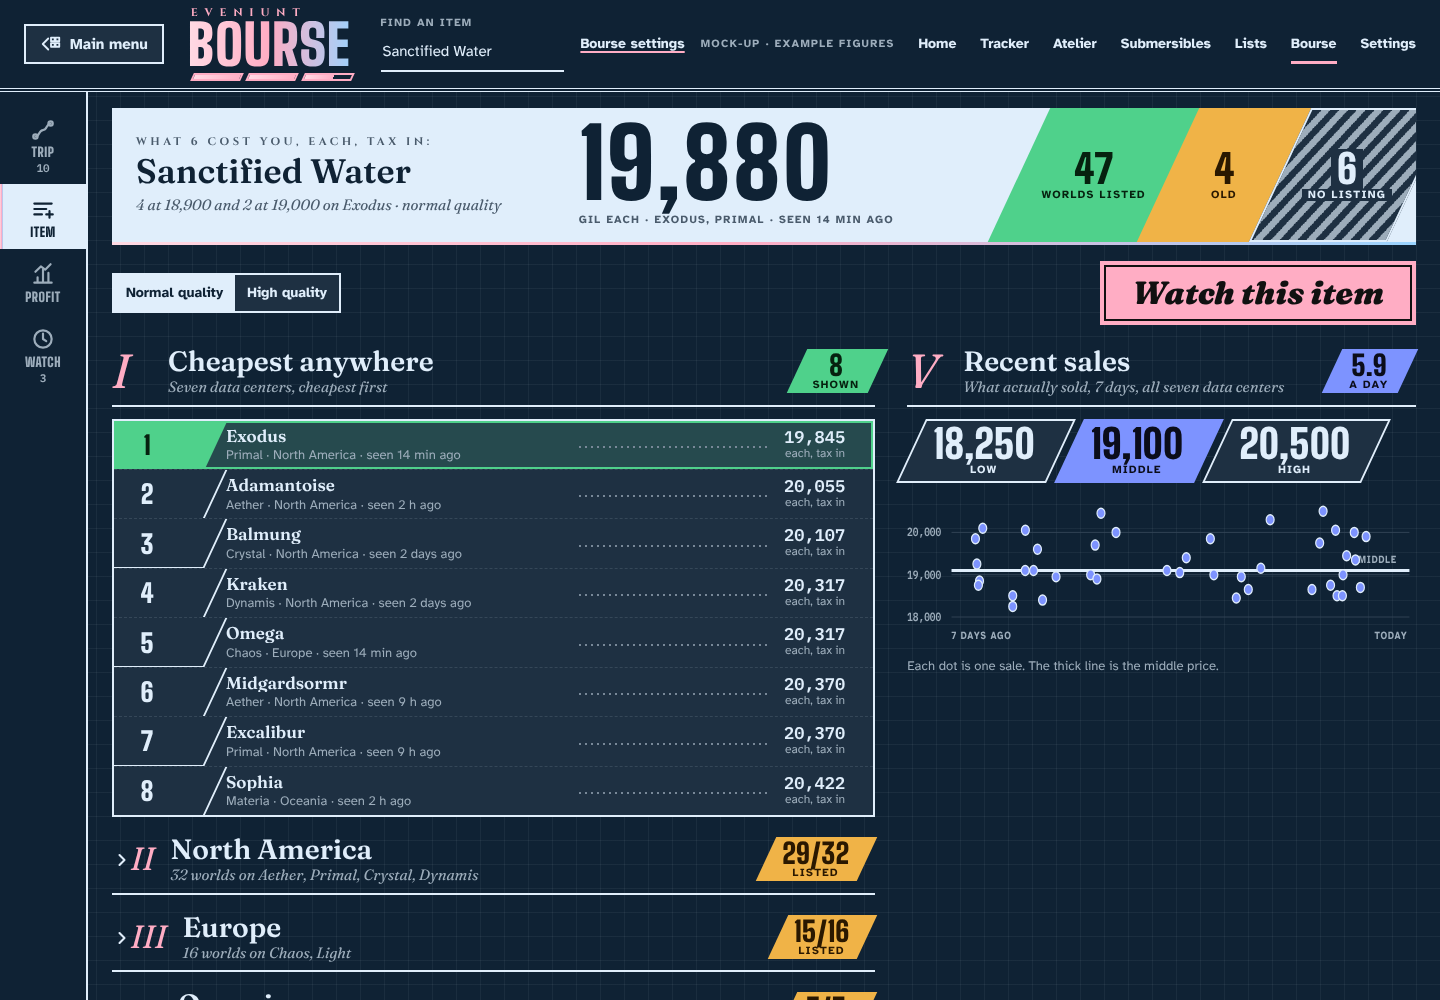 Main menu
EVENIUNT
BOURSE
FIND AN ITEM
Sanctified Water
Bourse settings
MOCK-UP · EXAMPLE FIGURES
Home
Tracker
Atelier
Submersibles
Lists
Bourse
Settings
TRIP
10
ITEM
PROFIT
WATCH
3
WHAT 6 COST YOU, EACH, TAX IN:
Sanctified Water
4 at 18,900 and 2 at 19,000 on Exodus · normal quality
19,880
GIL EACH · EXODUS, PRIMAL · SEEN 14 MIN AGO
47
WORLDS LISTED
4
OLD
6
NO LISTING
Normal quality
High quality
Watch this item
I
Cheapest anywhere
Seven data centers, cheapest first
8
SHOWN
1
Exodus
Primal · North America · seen 14 min ago
19,845
each, tax in
2
Adamantoise
Aether · North America · seen 2 h ago
20,055
each, tax in
3
Balmung
Crystal · North America · seen 2 days ago
20,107
each, tax in
4
Kraken
Dynamis · North America · seen 2 days ago
20,317
each, tax in
5
Omega
Chaos · Europe · seen 14 min ago
20,317
each, tax in
6
Midgardsormr
Aether · North America · seen 9 h ago
20,370
each, tax in
7
Excalibur
Primal · North America · seen 9 h ago
20,370
each, tax in
8
Sophia
Materia · Oceania · seen 2 h ago
20,422
each, tax in
II
North America
32 worlds on Aether, Primal, Crystal, Dynamis
29/32
LISTED
III
Europe
16 worlds on Chaos, Light
15/16
LISTED
V
Recent sales
What actually sold, 7 days, all seven data centers
5.9
A DAY
18,250
LOW
19,100
MIDDLE
20,500
HIGH
20,000
19,000
18,000
MIDDLE
7 DAYS AGO
TODAY
Each dot is one sale. The thick line is the middle price.